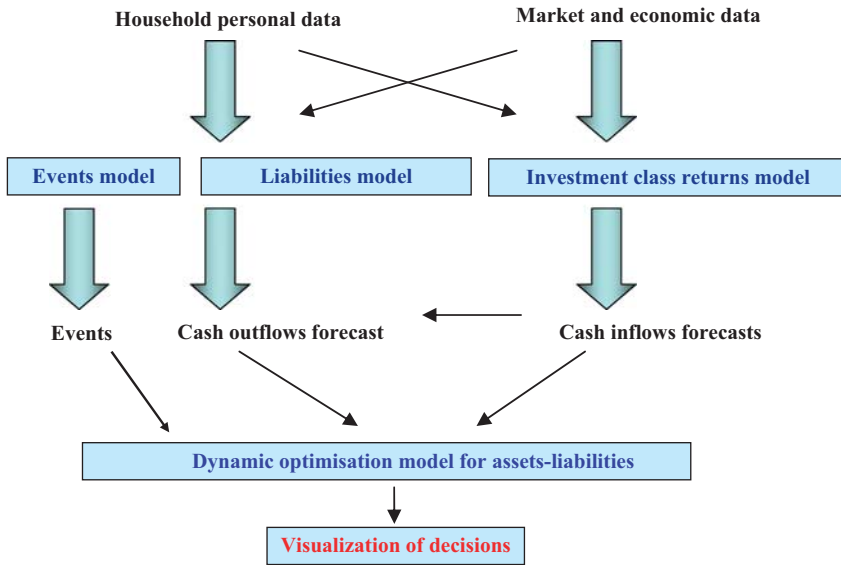 Household personal data
Market and economic data
Events model
Liabilities model
Investment class returns model
Events
Cash outflows forecast
Cash inflows forecasts
Dynamic optimisation model for assets-liabilities
Visualization of decisions